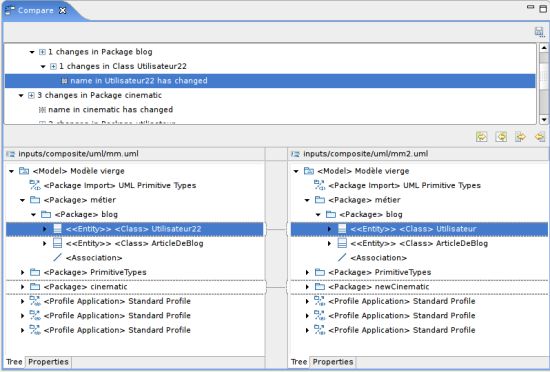 Compare
1 changes in Package blog
1 changes in Class Utilisateur22
name in Utilisateur22 has changed
3 changes in Package cinematic
name in cinematic has changed
2 changes in Package utilisateur
inputs/composite/uml/mm.uml
<Model> Modèle vierge
<Package Import> UML Primitive Types
<Package> métier
<Package> blog
<<Entity>> <Class> Utilisateur22
<<Entity>> <Class> ArticleDeBlog
<Association>
<Package> PrimitiveTypes
<Package> cinematic
<Profile Application> Standard Profile
<Profile Application> Standard Profile
<Profile Application> Standard Profile
Tree Properties
inputs/composite/uml/mm2.uml
<Model> Modèle vierge
<Package Import> UML Primitive Types
<Package> métier
<Package> blog
<<Entity>> <Class> Utilisateur
<<Entity>> <Class> ArticleDeBlog
<Association>
<Package> PrimitiveTypes
<Package> newCinematic
<Profile Application> Standard Profile
<Profile Application> Standard Profile
<Profile Application> Standard Profile
Tree Properties